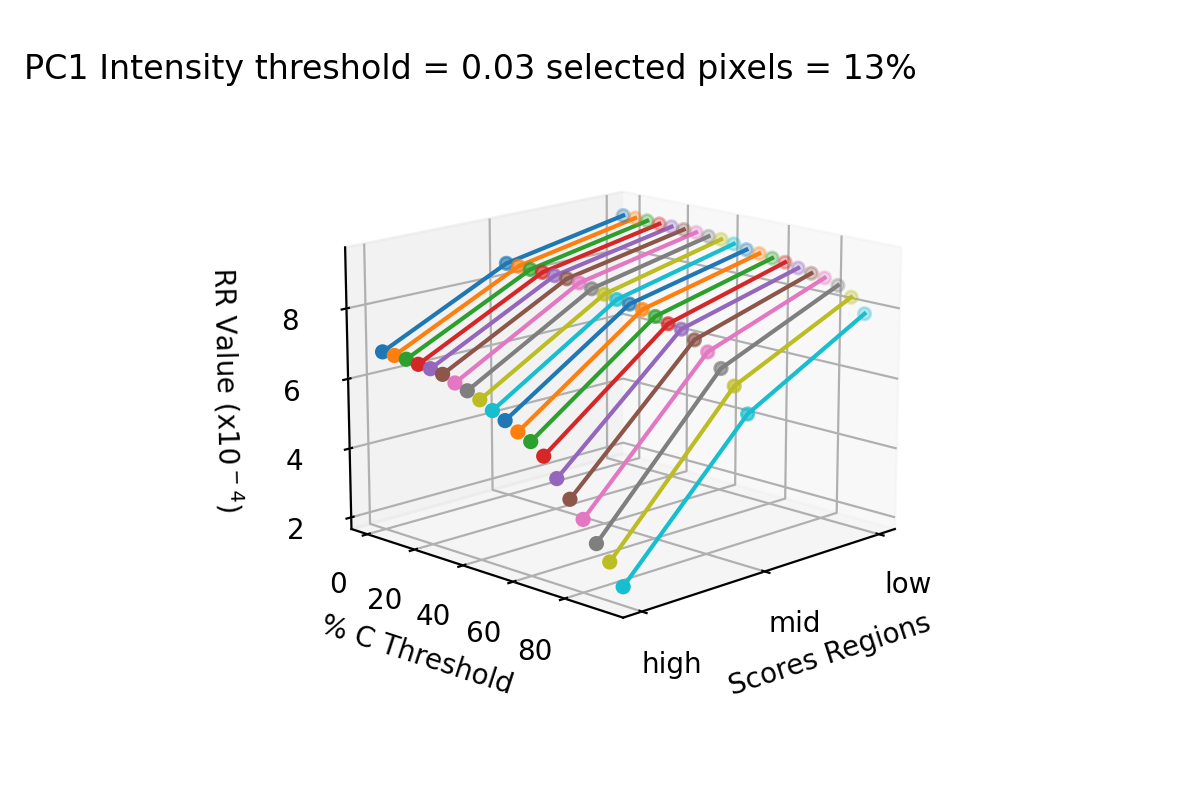 PC1 Intensity threshold = 0.03 selected pixels = 13%
RR Value (x10⁻⁴)
8
6
4
2
0
20
40
60
80
% C Threshold
high
mid
low
Scores Regions